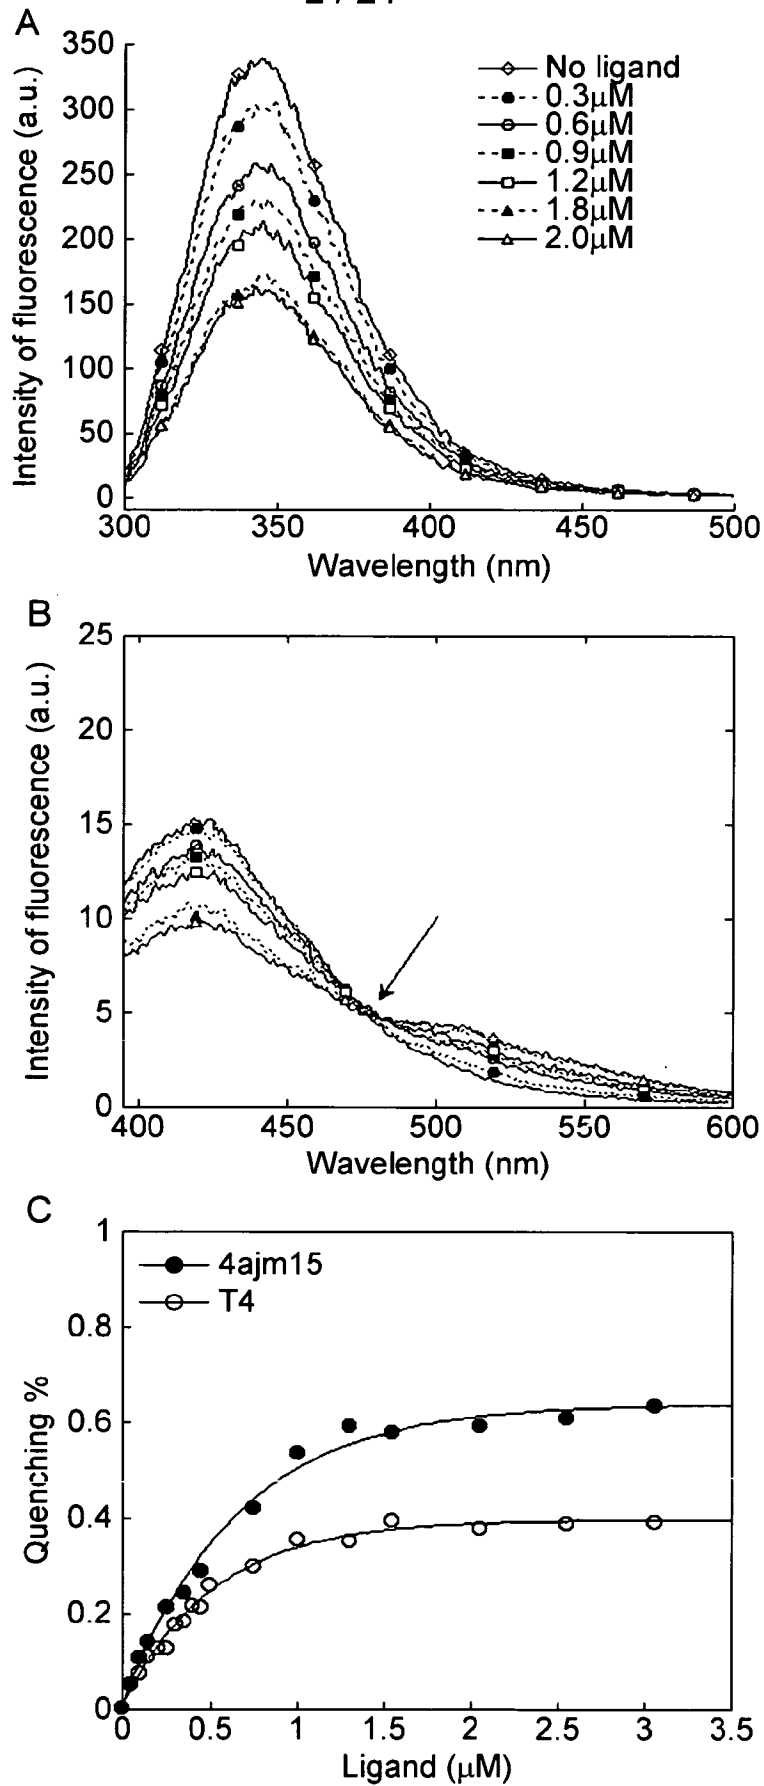 A
Intensity of fluorescence (a.u.)
350
300
250
200
150
100
50
0
300
350
400
450
500
Wavelength (nm)
No ligand
0.3μM
0.6μM
0.9μM
1.2μM
1.8μM
2.0μM
B
Intensity of fluorescence (a.u.)
25
20
15
10
5
0
400
450
500
550
600
Wavelength (nm)
C
Quenching %
1
0.8
0.6
0.4
0.2
0
0
0.5
1
1.5
2
2.5
3
3.5
Ligand (μM)
4ajm15
T4